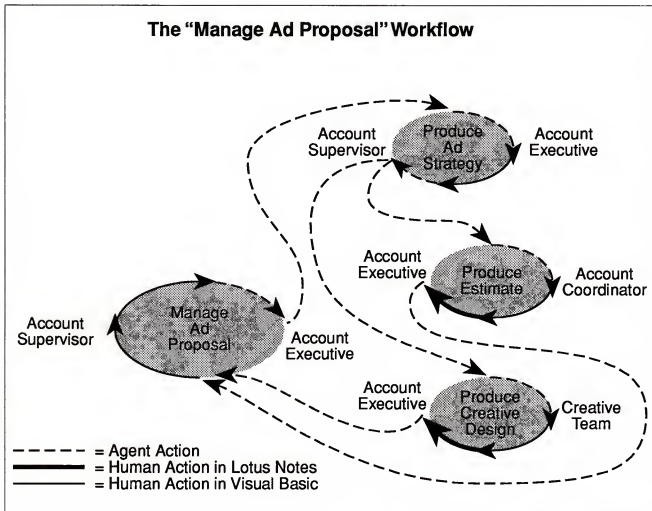 The “Manage Ad Proposal” Workflow
Account
Supervisor
Produce
Ad
Strategy
Account
Executive
Account
Executive
Produce
Estimate
Account
Coordinator
Account
Supervisor
Manage
Ad
Proposal
Account
Executive
Account
Executive
Produce
Creative
Design
Creative
Team
= Agent Action
= Human Action in Lotus Notes
= Human Action in Visual Basic